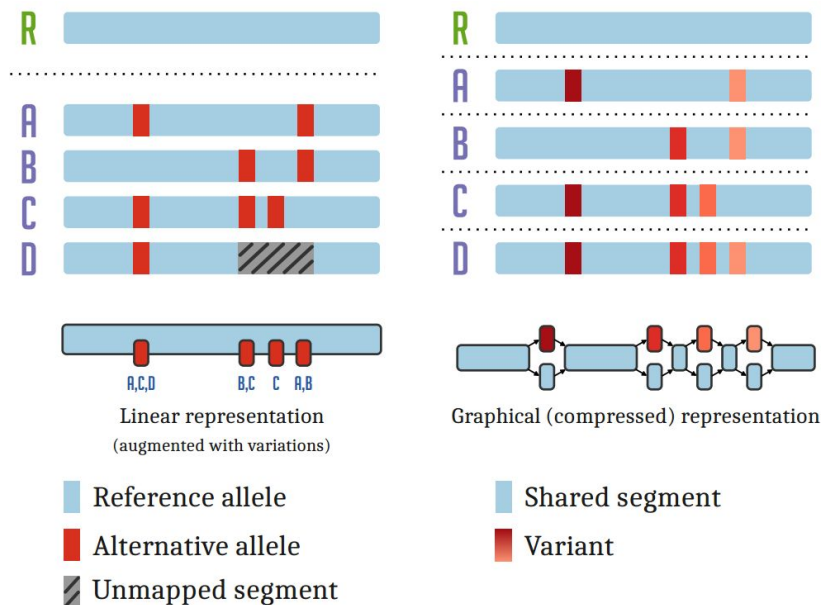 R
A
B
C
D
A,C,D
B,C
C
A,B
Linear representation
(augmented with variations)
Reference allele
Alternative allele
Unmapped segment
R
A
B
C
D
Graphical (compressed) representation
Shared segment
Variant